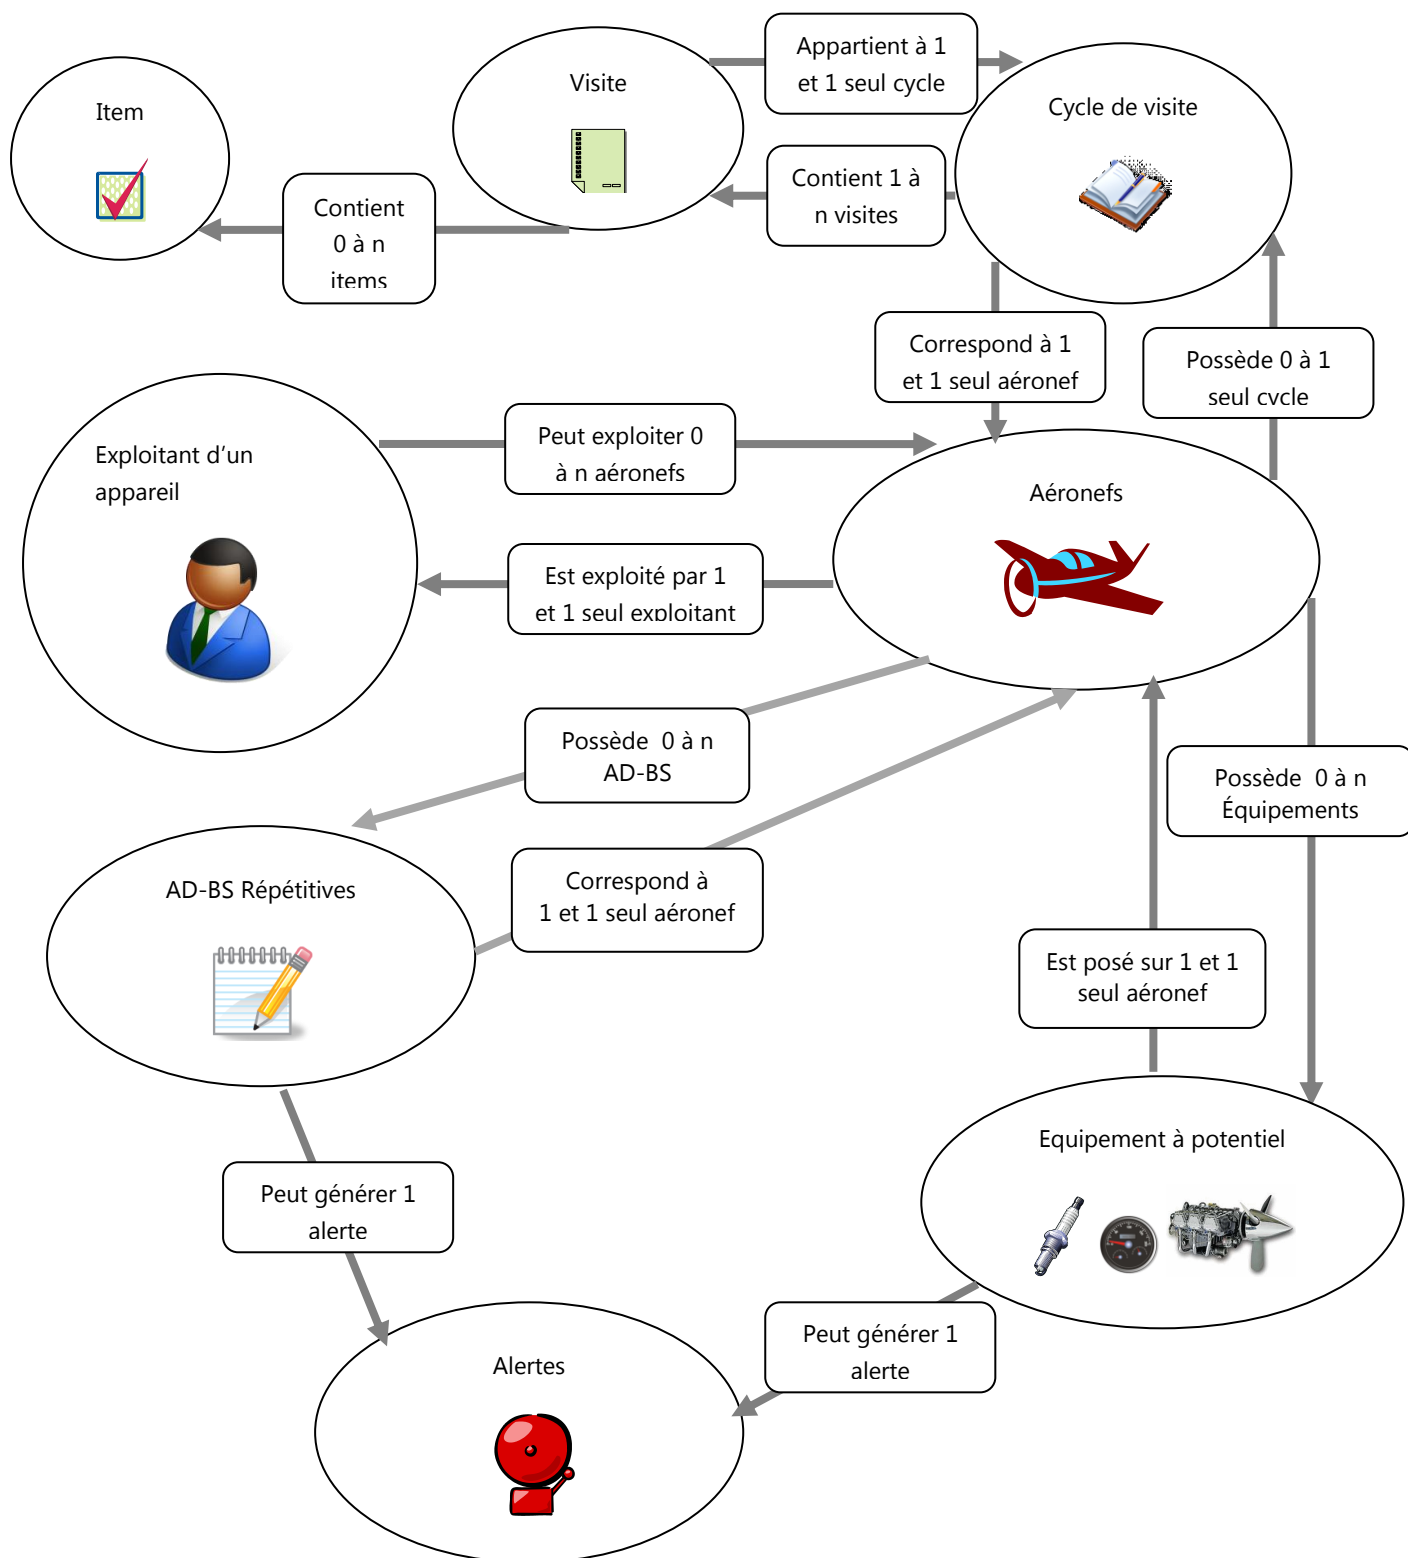 Appartient à 1
et 1 seul cycle
Visite
Cycle de visite
Item
Contient 1 à
n visites
Contient
0 à n
items
Correspond à 1
et 1 seul aéronef
Possède 0 à 1
seul cycle
Peut exploiter 0
à n aéronefs
Exploitant d’un
appareil
Aéronefs
Est exploité par 1
et 1 seul exploitant
Possède 0 à n
AD-BS
Possède 0 à n
Équipements
AD-BS Répétitives
Correspond à
1 et 1 seul aéronef
Est posé sur 1 et 1
seul aéronef
Equipement à potentiel
Peut générer 1
alerte
Peut générer 1
alerte
Alertes